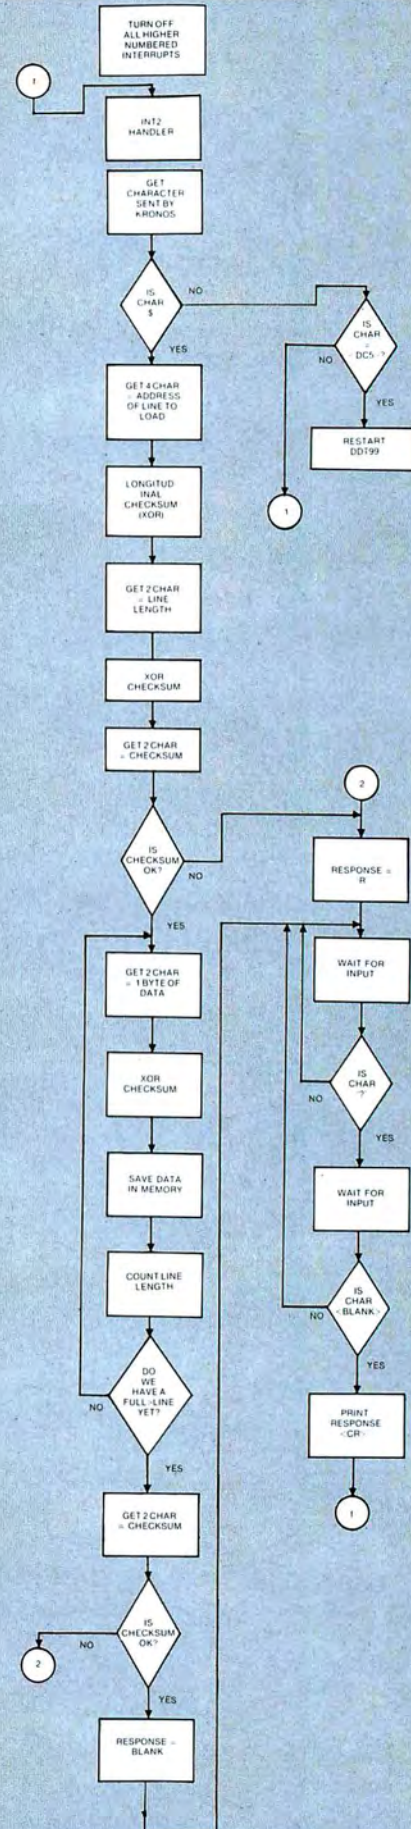 TURN OFF
ALL HIGHER
NUMBERED
INTERRUPTS
1
INT2
HANDLER
GET
CHARACTER
SENT BY
KRONOS
IS
CHAR
$
NO
YES
IS
CHAR
=
<DC5>?
NO
YES
RESTART
DDT99
1
GET 4 CHAR
= ADDRESS
OF LINE TO
LOAD
LONGITUD
INAL
CHECKSUM
(XOR)
GET 2 CHAR
= LINE
LENGTH
XOR
CHECKSUM
GET 2 CHAR
= CHECKSUM
IS
CHECKSUM
OK?
NO
YES
2
RESPONSE =
R
WAIT FOR
INPUT
IS
CHAR
'?'
NO
YES
WAIT FOR
INPUT
IS
CHAR
<BLANK>
NO
YES
PRINT
RESPONSE
<CR>
1
GET 2 CHAR
= 1 BYTE OF
DATA
XOR
CHECKSUM
SAVE DATA
IN MEMORY
COUNT LINE
LENGTH
DO
WE
HAVE A
FULL>LINE
YET?
NO
YES
GET 2 CHAR
= CHECKSUM
IS
CHECKSUM
OK?
NO
2
YES
RESPONSE =
BLANK